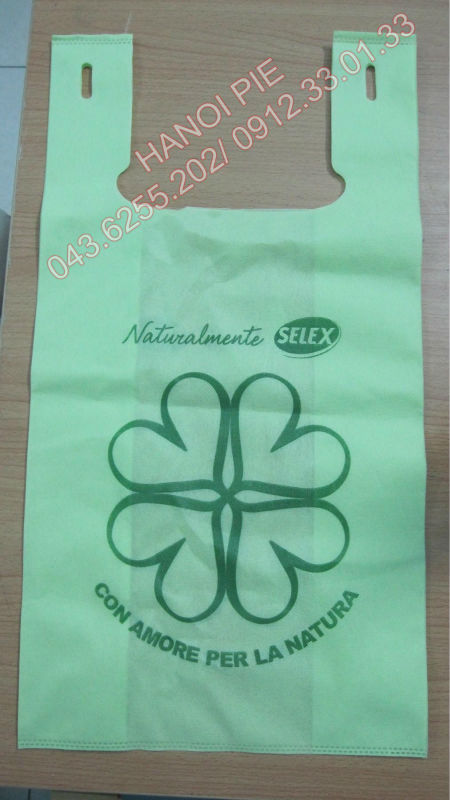 HANOI PIE
043.6255.202/ 0912.33.01.33
Naturalmente SELEX
CON AMORE PER LA NATURA